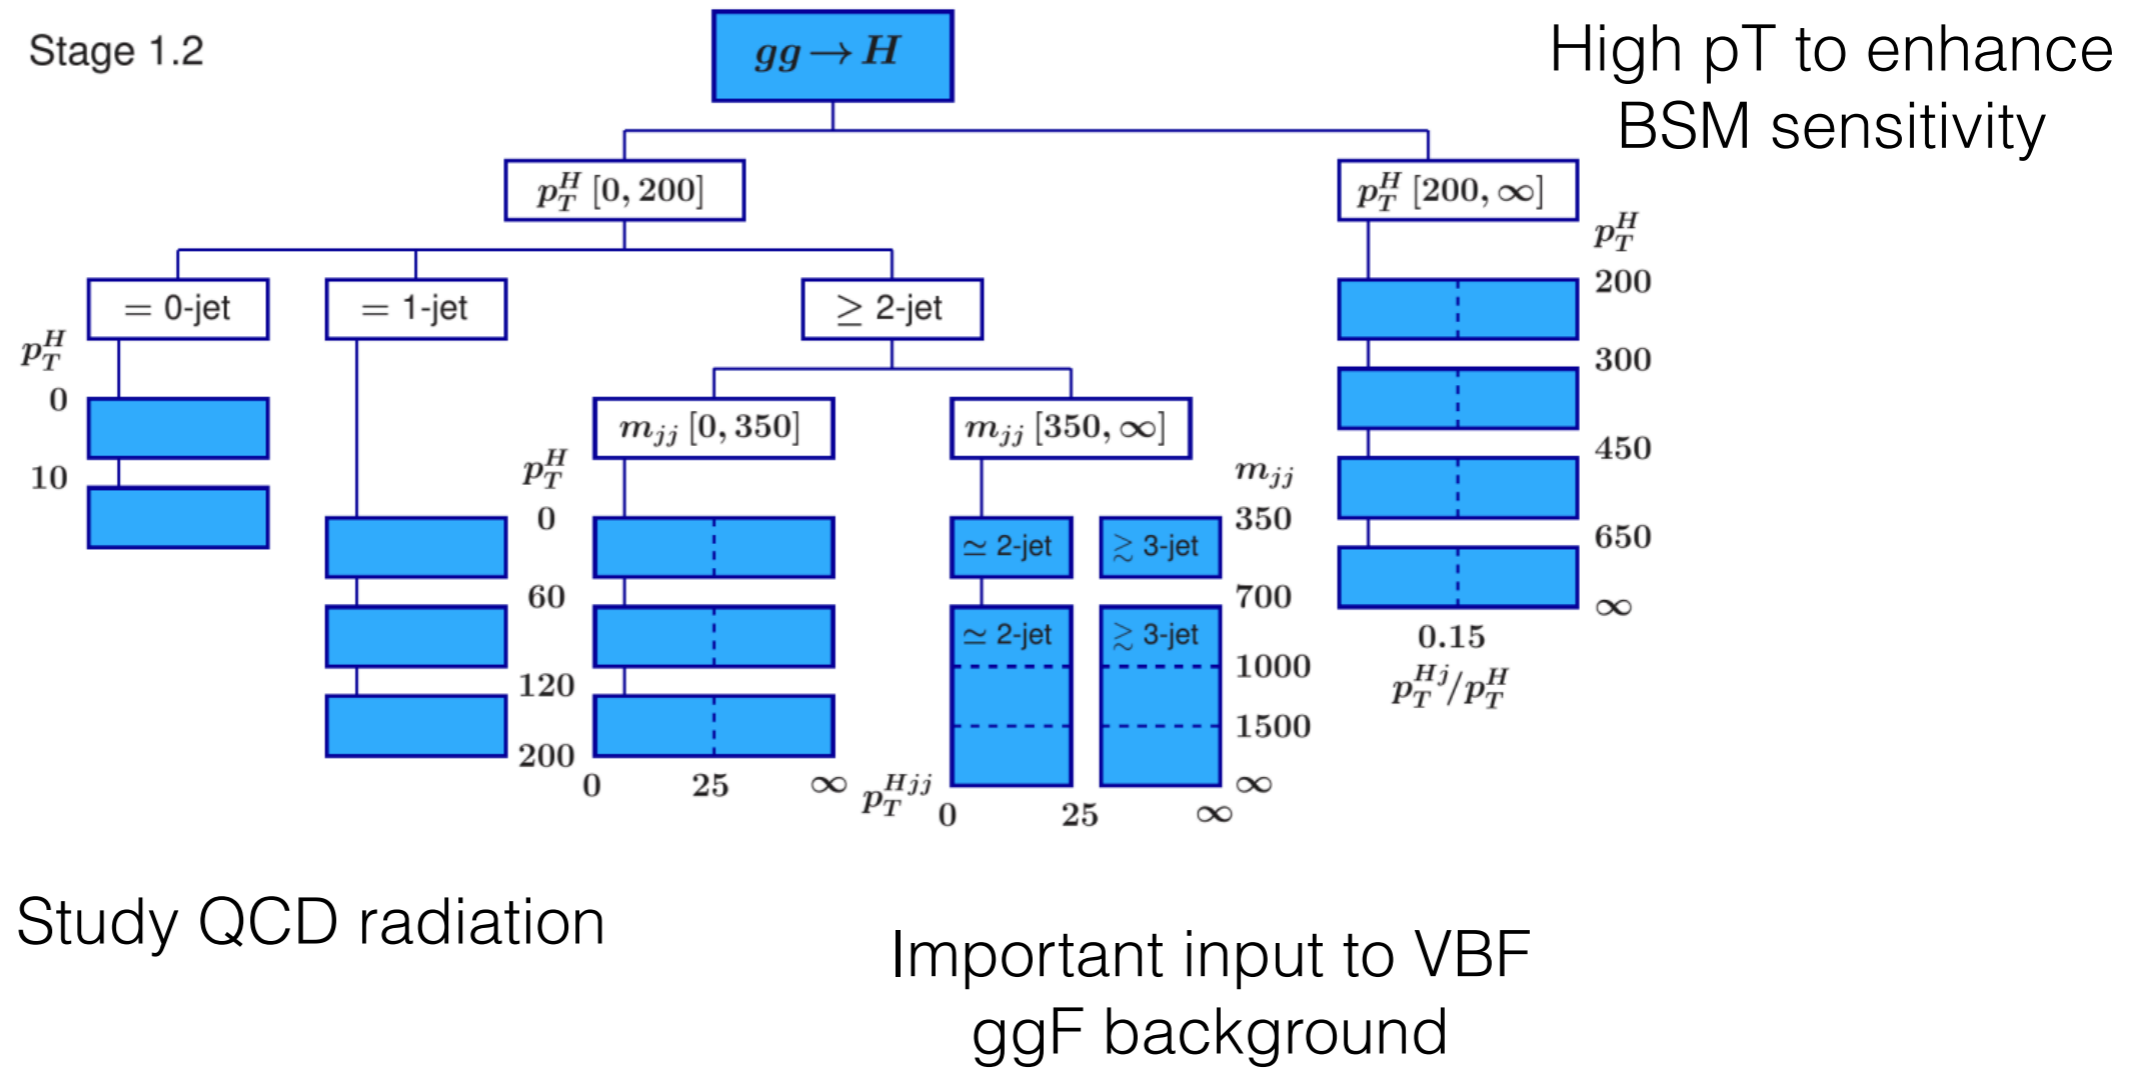 Stage 1.2
gg → H
High pT to enhance
BSM sensitivity
p_T^H [0, 200]
p_T^H [200, ∞]
= 0-jet
= 1-jet
≥ 2-jet
p_T^H
0
10
m_jj [0, 350]
m_jj [350, ∞]
p_T^H
0
60
120
200
0 25 ∞
≃ 2-jet
≳ 3-jet
≃ 2-jet
≳ 3-jet
m_jj
350
700
1000
1500
∞
p_T^Hjj
0 25 ∞
p_T^H
200
300
450
650
∞
0.15
p_T^Hj/p_T^H
Study QCD radiation
Important input to VBF
ggF background